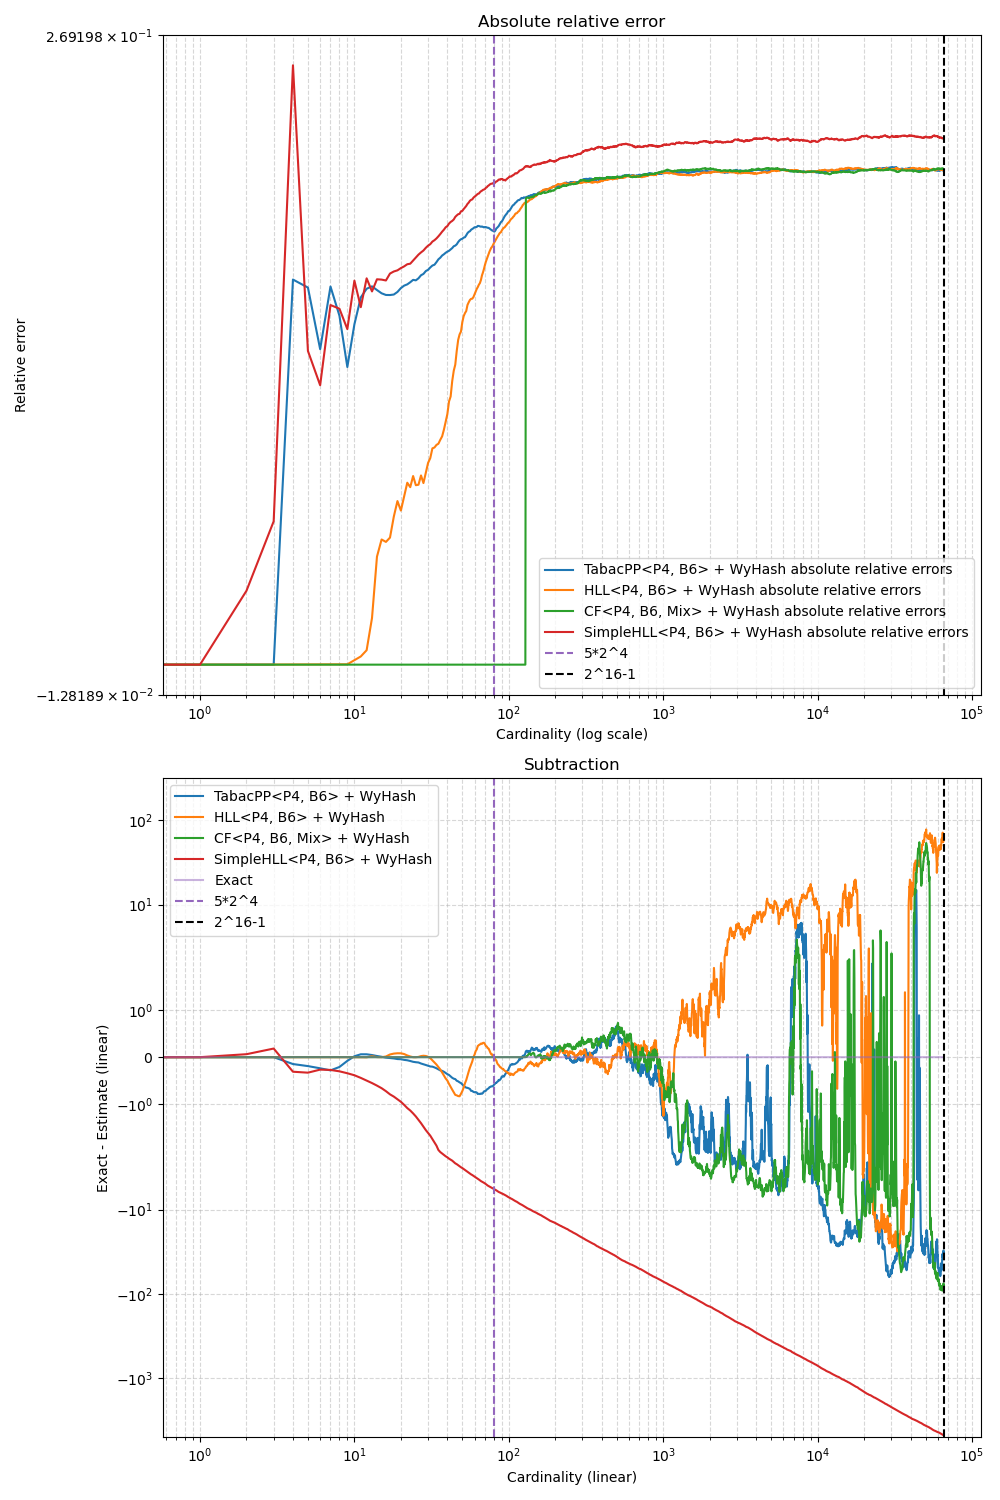 Absolute relative error
2.69198 × 10^-1
Relative error
−1.28189 × 10^-2
TabacPP<P4, B6> + WyHash absolute relative errors
HLL<P4, B6> + WyHash absolute relative errors
CF<P4, B6, Mix> + WyHash absolute relative errors
SimpleHLL<P4, B6> + WyHash absolute relative errors
5*2^4
2^16-1
10^0 10^1 10^2 10^3 10^4 10^5
Cardinality (log scale)
Subtraction
TabacPP<P4, B6> + WyHash
HLL<P4, B6> + WyHash
CF<P4, B6, Mix> + WyHash
SimpleHLL<P4, B6> + WyHash
Exact
5*2^4
2^16-1
10^2
10^1
10^0
0
−10^0
−10^1
−10^2
−10^3
Exact - Estimate (linear)
10^0 10^1 10^2 10^3 10^4 10^5
Cardinality (linear)